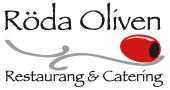 Röda Oliven
Restaurang & Catering